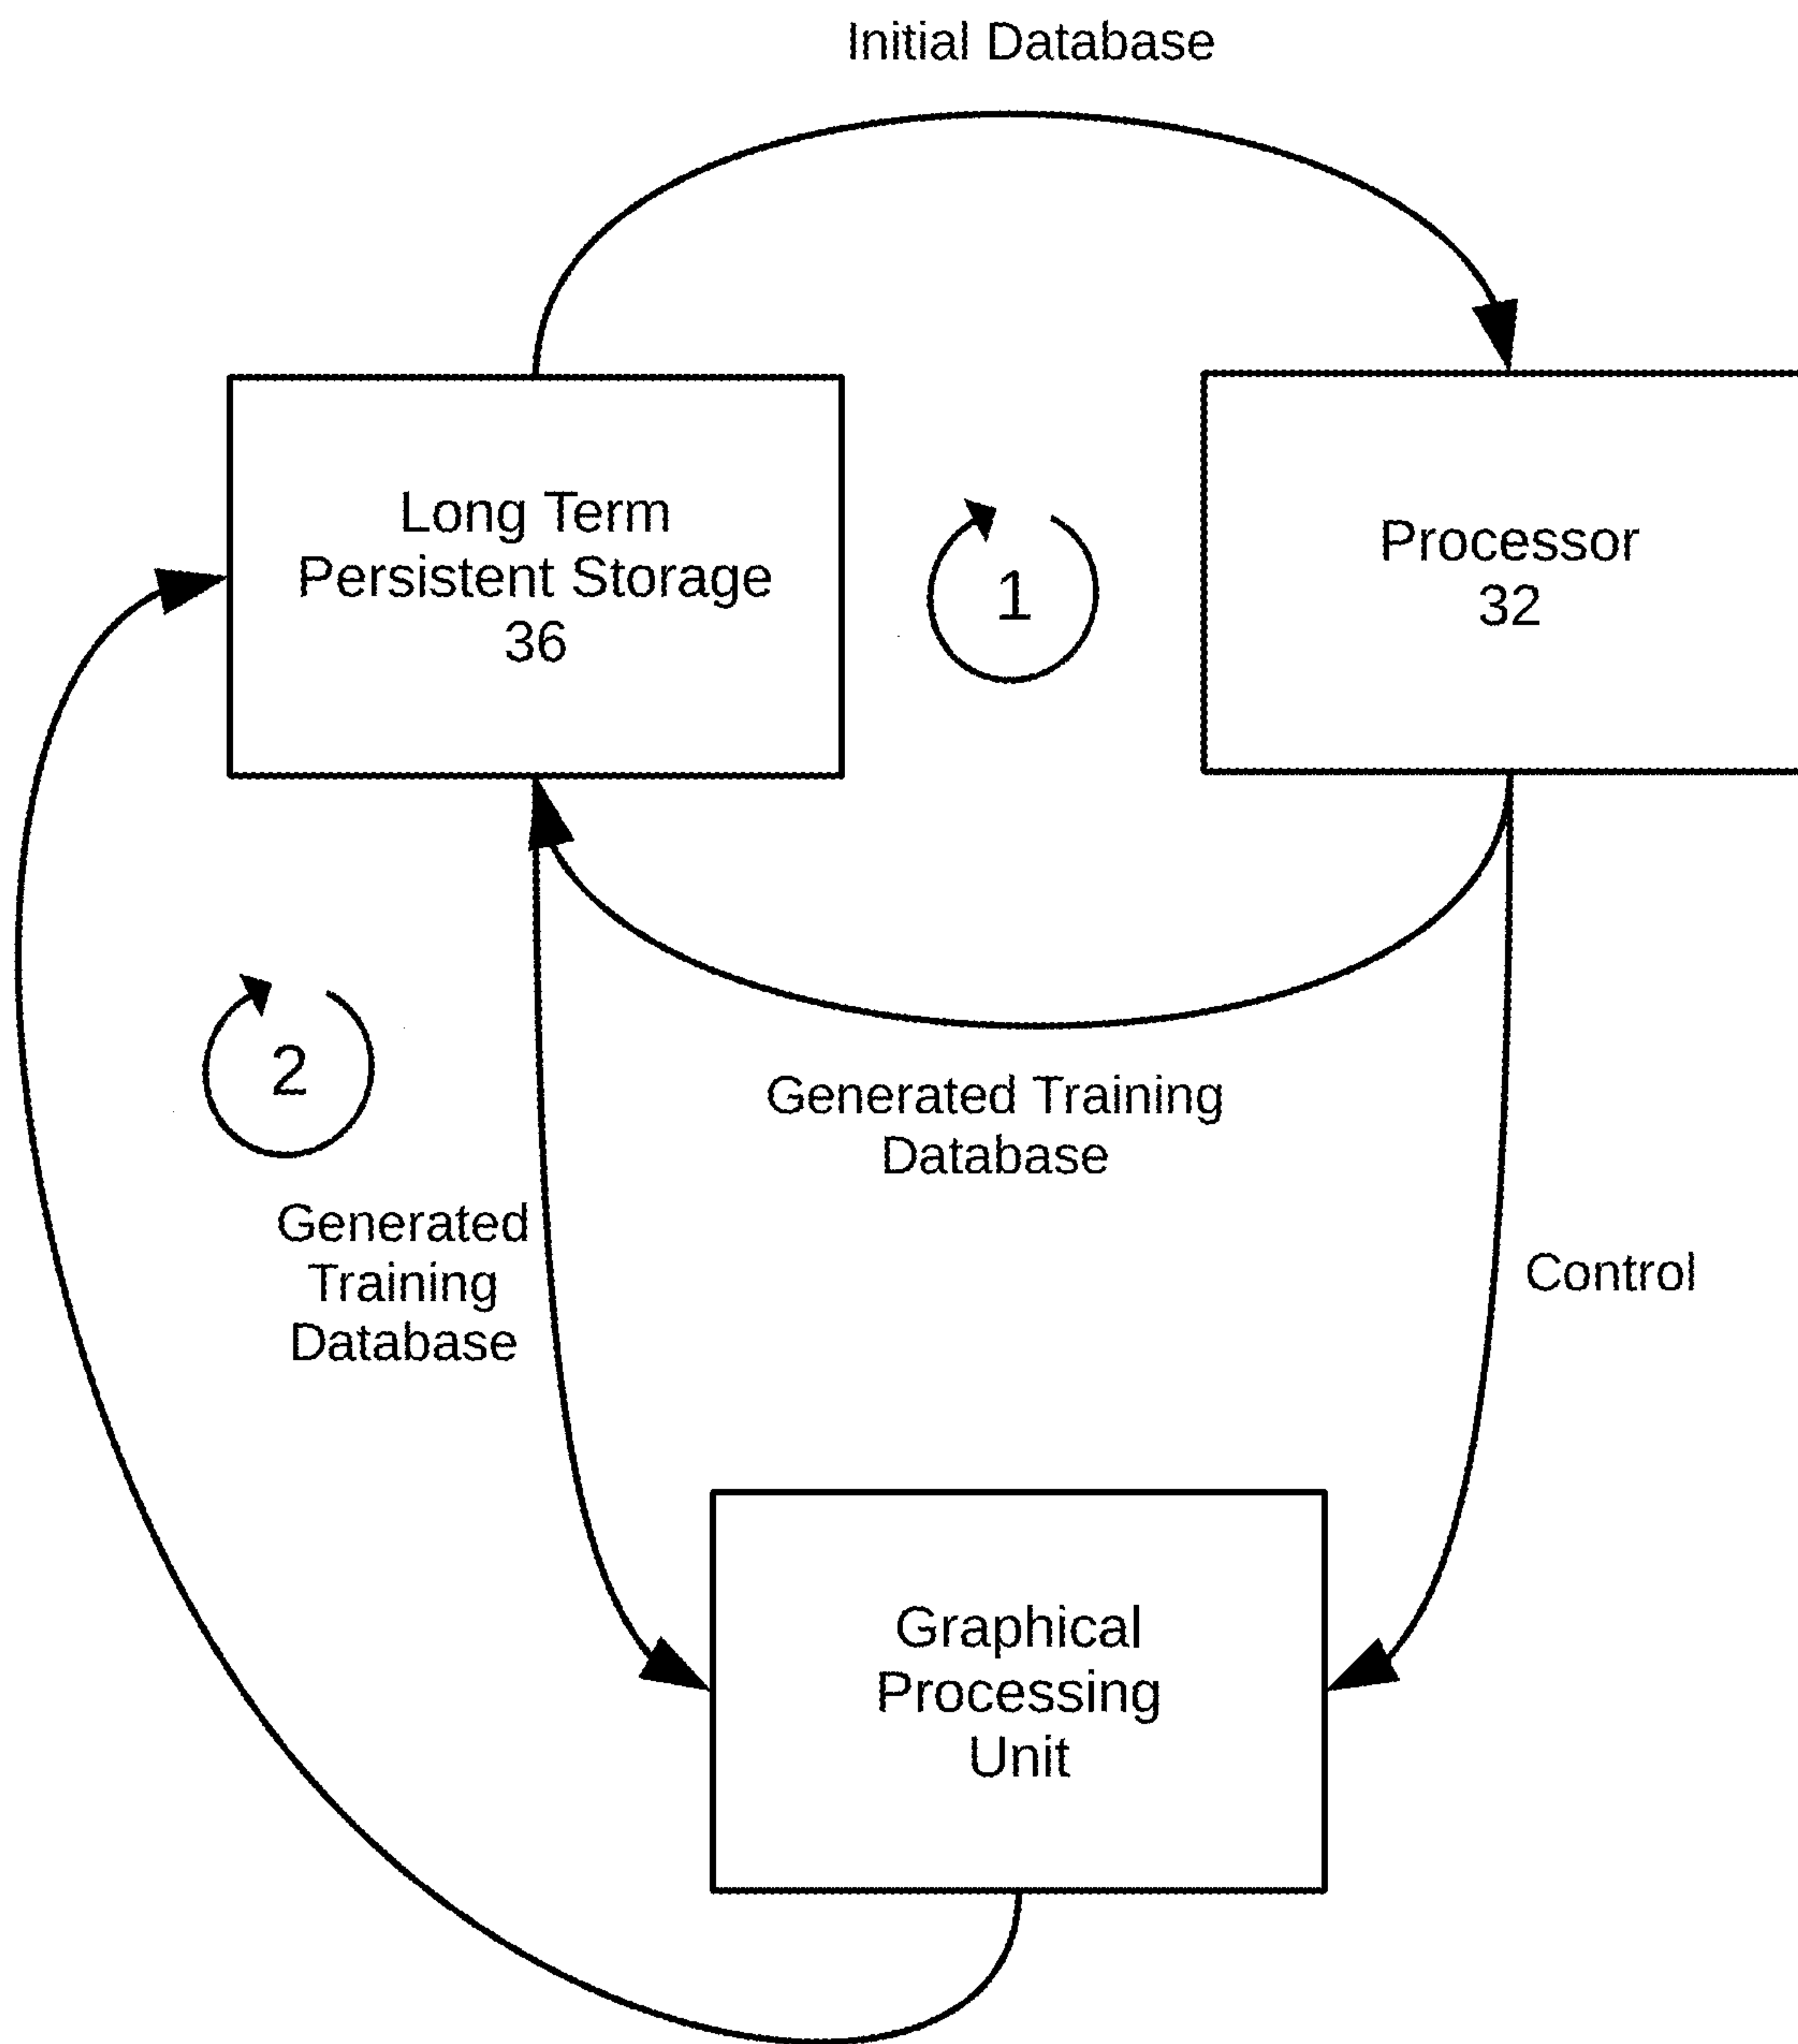 Initial Database
Long Term
Persistent Storage
36
1
Processor
32
2
Generated Training
Database
Generated
Training
Database
Control
Graphical
Processing
Unit